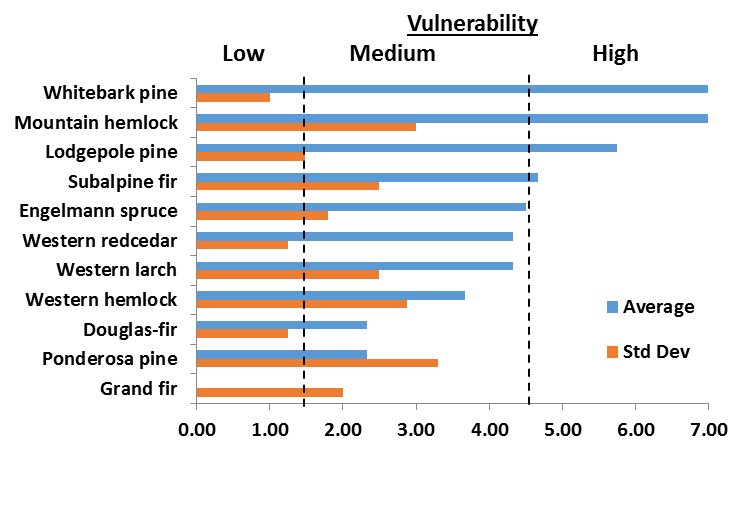 Vulnerability
Low Medium High
Whitebark pine
Mountain hemlock
Lodgepole pine
Subalpine fir
Engelmann spruce
Western redcedar
Western larch
Western hemlock
Douglas-fir
Ponderosa pine
Grand fir
Average
Std Dev
0.00 1.00 2.00 3.00 4.00 5.00 6.00 7.00